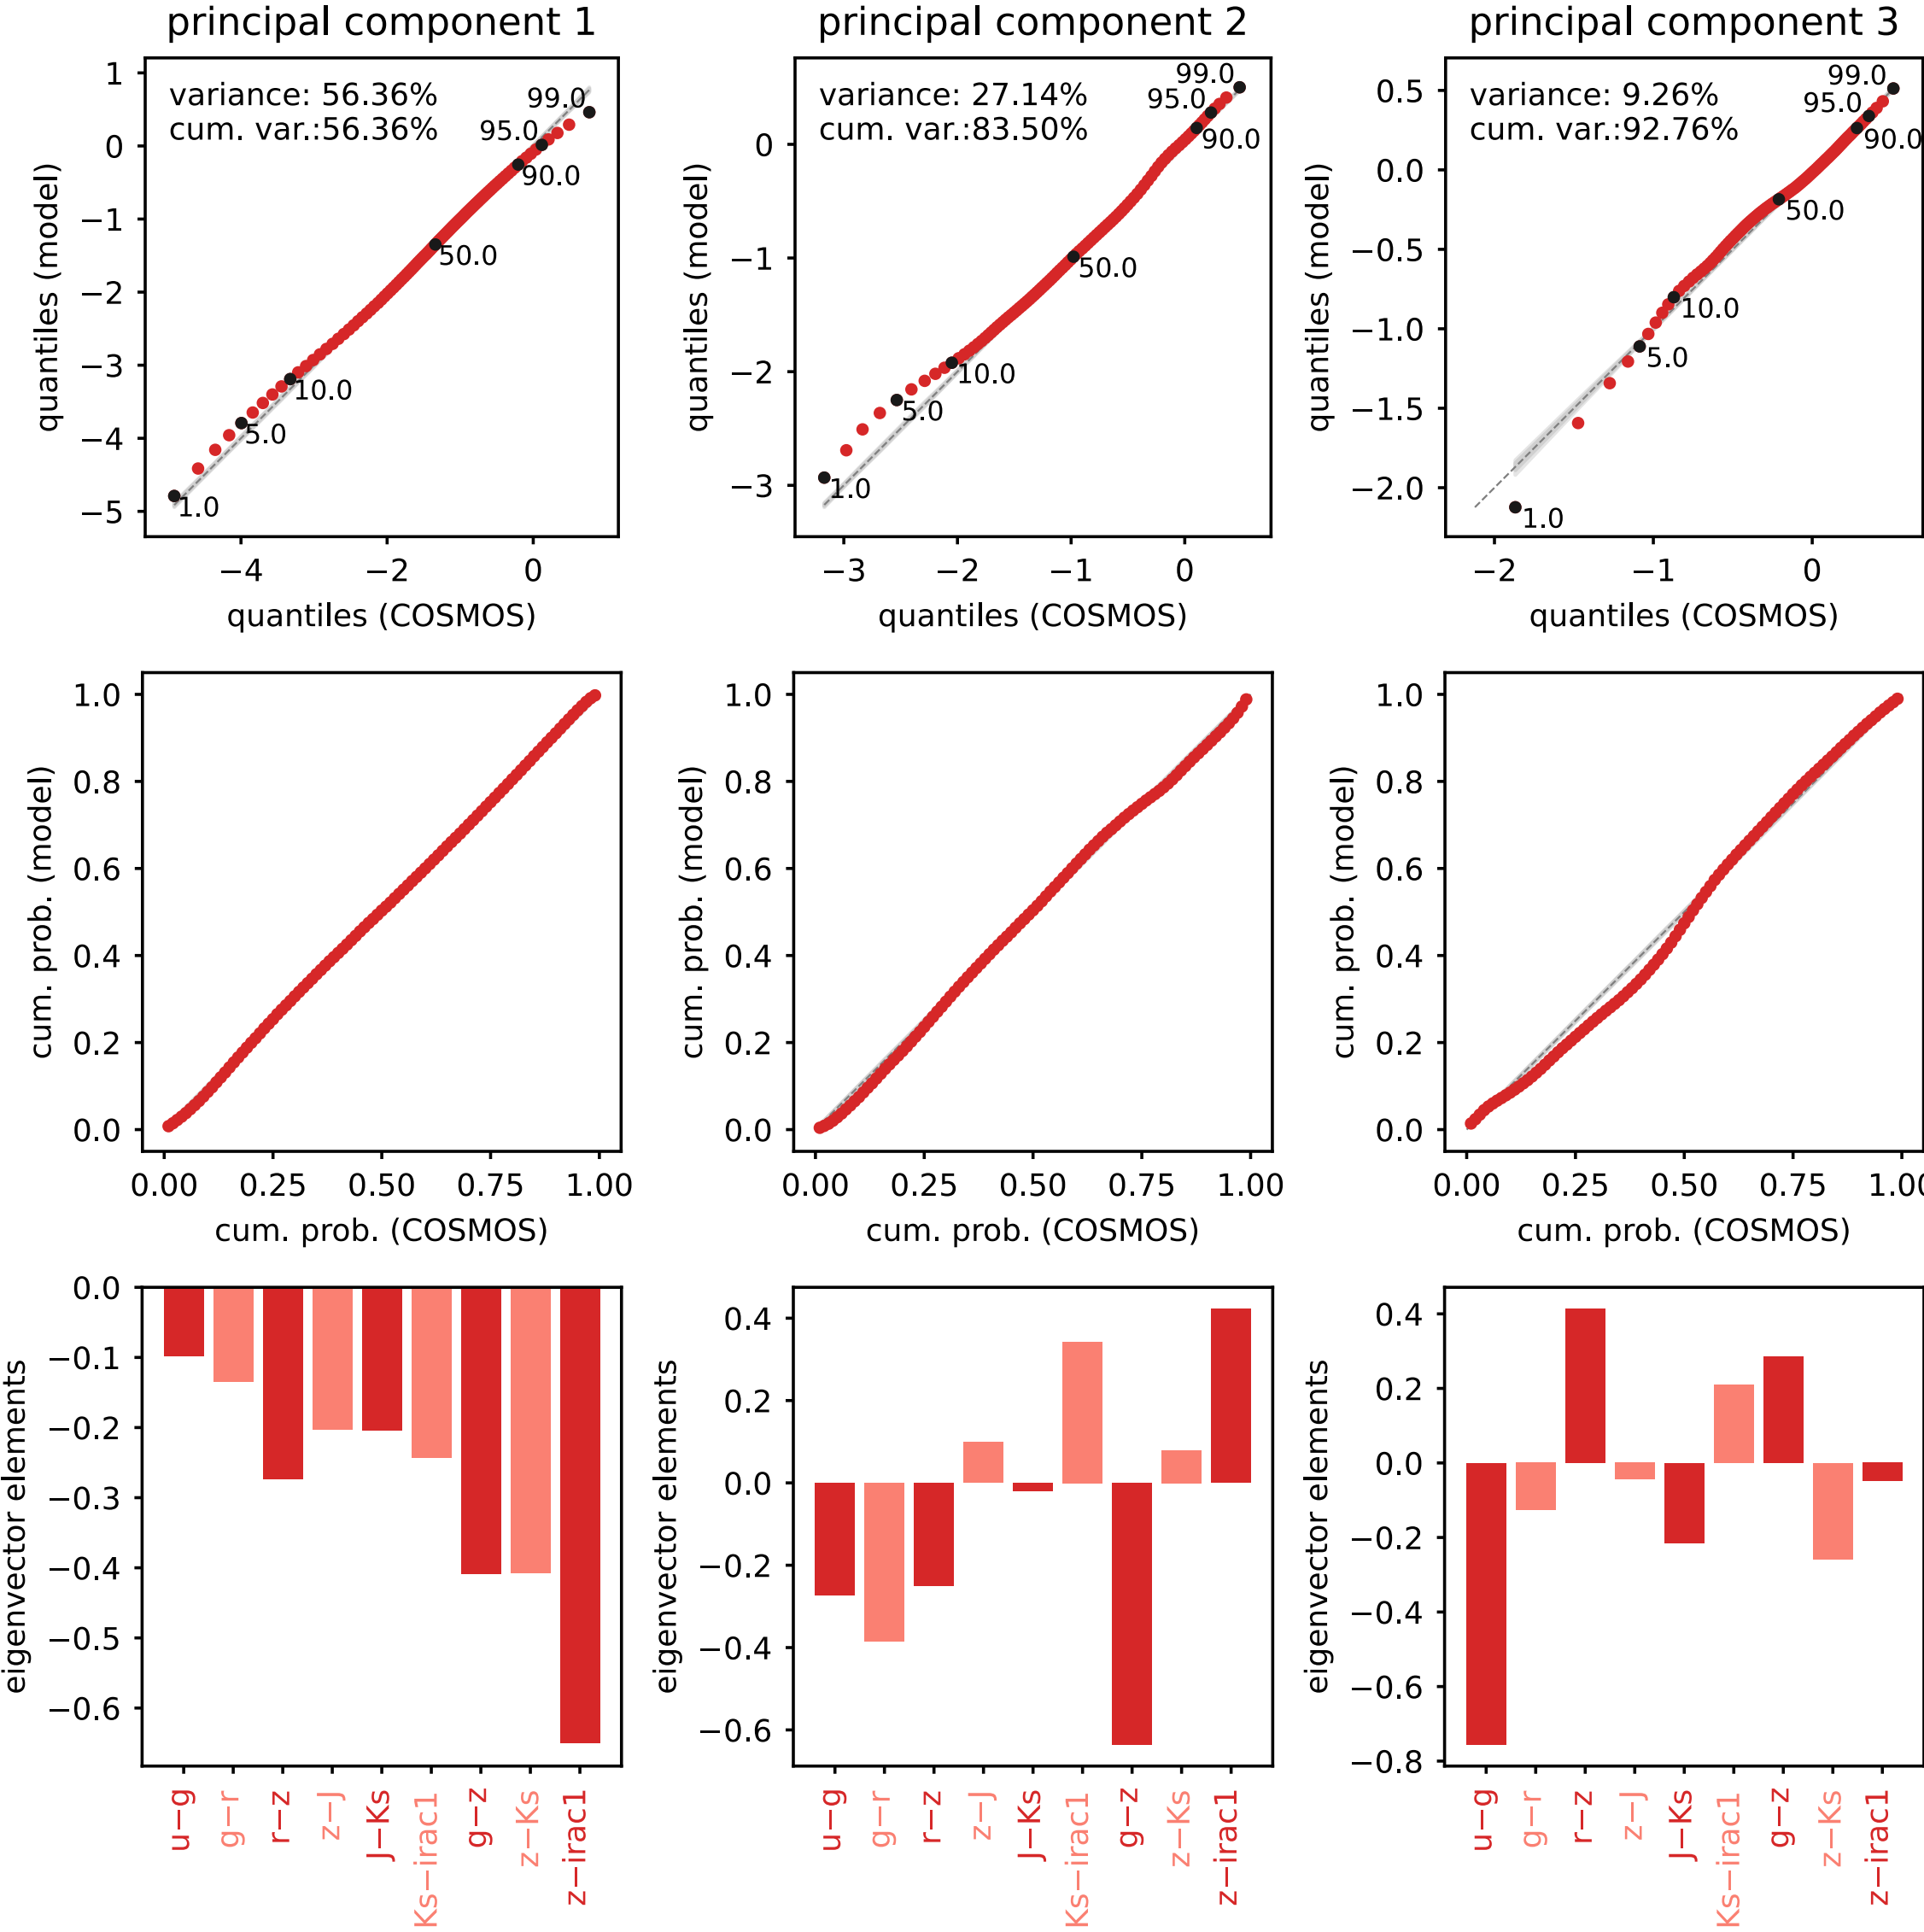 principal component 1
principal component 2
principal component 3
variance: 56.36%
cum. var.:56.36%
99.0
95.0
90.0
50.0
10.0
5.0
1.0
1
0
−1
−2
−3
−4
−5
quantiles (model)
−4
−2
0
quantiles (COSMOS)
variance: 27.14%
cum. var.:83.50%
99.0
95.0
90.0
50.0
10.0
5.0
1.0
0
−1
−2
−3
quantiles (model)
−3
−2
−1
0
quantiles (COSMOS)
variance: 9.26%
cum. var.:92.76%
99.0
95.0
90.0
50.0
10.0
5.0
1.0
0.5
0.0
−0.5
−1.0
−1.5
−2.0
quantiles (model)
−2
−1
0
quantiles (COSMOS)
1.0
0.8
0.6
0.4
0.2
0.0
cum. prob. (model)
0.00
0.25
0.50
0.75
1.00
cum. prob. (COSMOS)
1.0
0.8
0.6
0.4
0.2
0.0
cum. prob. (model)
0.00
0.25
0.50
0.75
1.00
cum. prob. (COSMOS)
1.0
0.8
0.6
0.4
0.2
0.0
cum. prob. (model)
0.00
0.25
0.50
0.75
1.00
cum. prob. (COSMOS)
0.0
−0.1
−0.2
−0.3
−0.4
−0.5
−0.6
eigenvector elements
u−g
g−r
r−z
z−J
J−Ks
Ks−irac1
g−z
z−Ks
z−irac1
0.4
0.2
0.0
−0.2
−0.4
−0.6
eigenvector elements
u−g
g−r
r−z
z−J
J−Ks
Ks−irac1
g−z
z−Ks
z−irac1
0.4
0.2
0.0
−0.2
−0.4
−0.6
−0.8
eigenvector elements
u−g
g−r
r−z
z−J
J−Ks
Ks−irac1
g−z
z−Ks
z−irac1